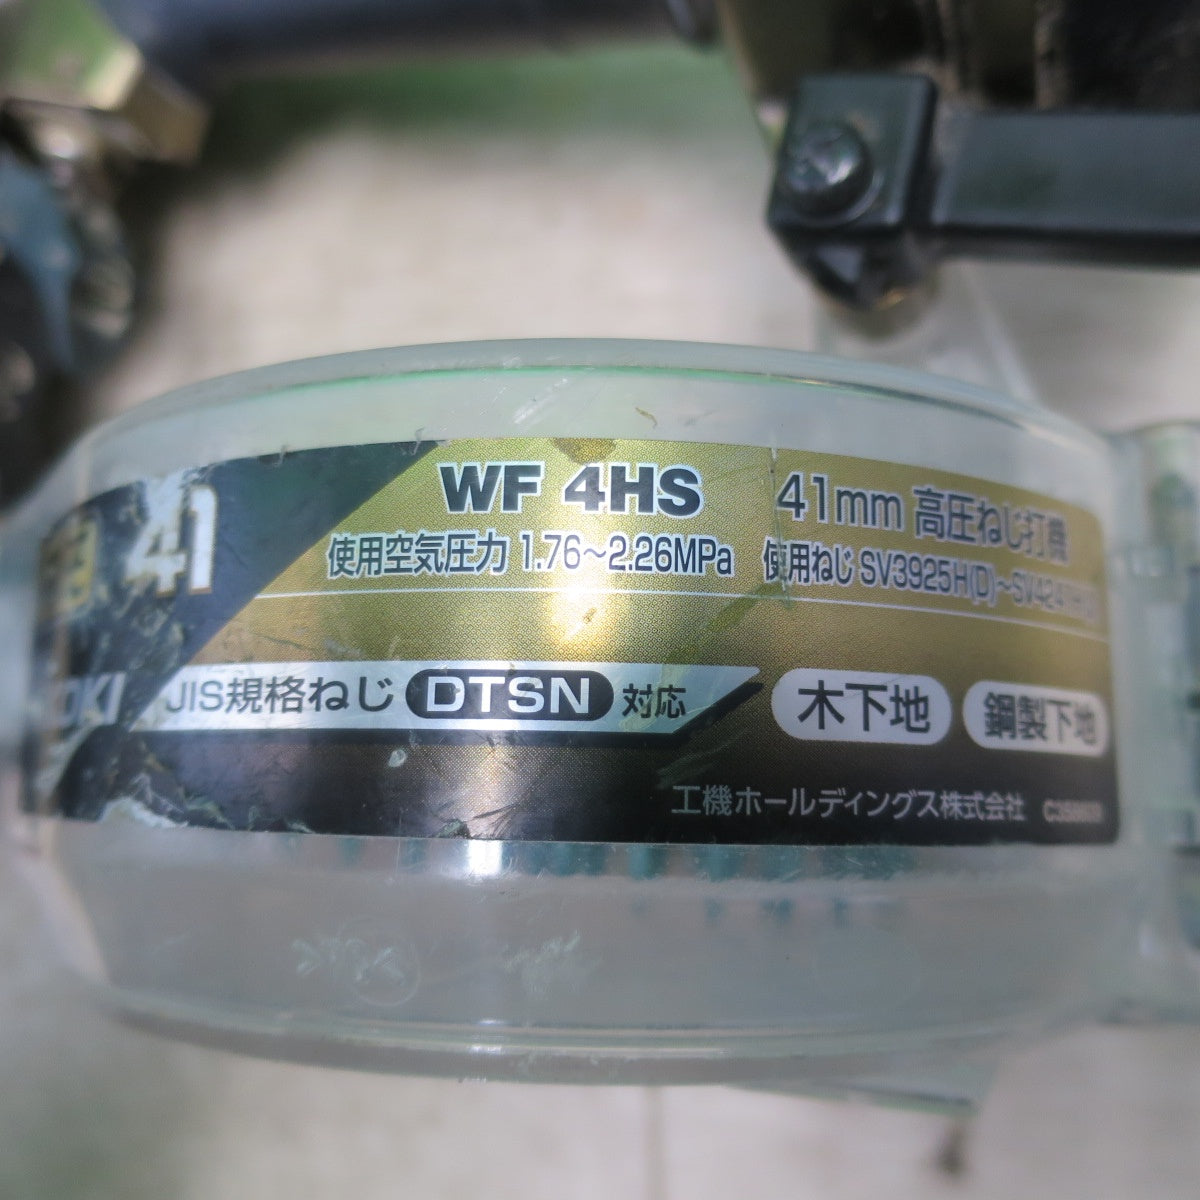 41
WF 4HS
41mm 高圧ねじ打機
使用空気圧力 1.76〜2.26MPa
使用ねじ SV3925H(D)〜SV4241H(D)
OKI
JIS規格ねじ DTSN 対応
木下地
鋼製下地
工機ホールディングス株式会社